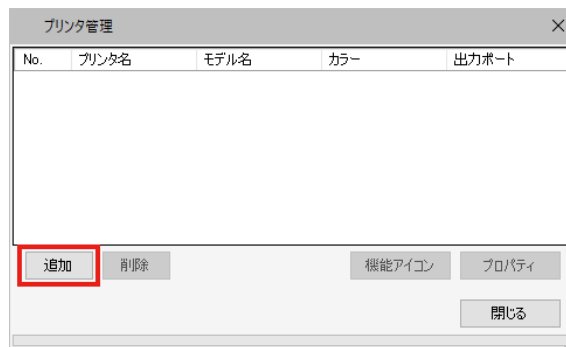 プリンタ管理
No. プリンタ名 モデル名 カラー 出力ポート
追加 削除 機能アイコン プロパティ
閉じる